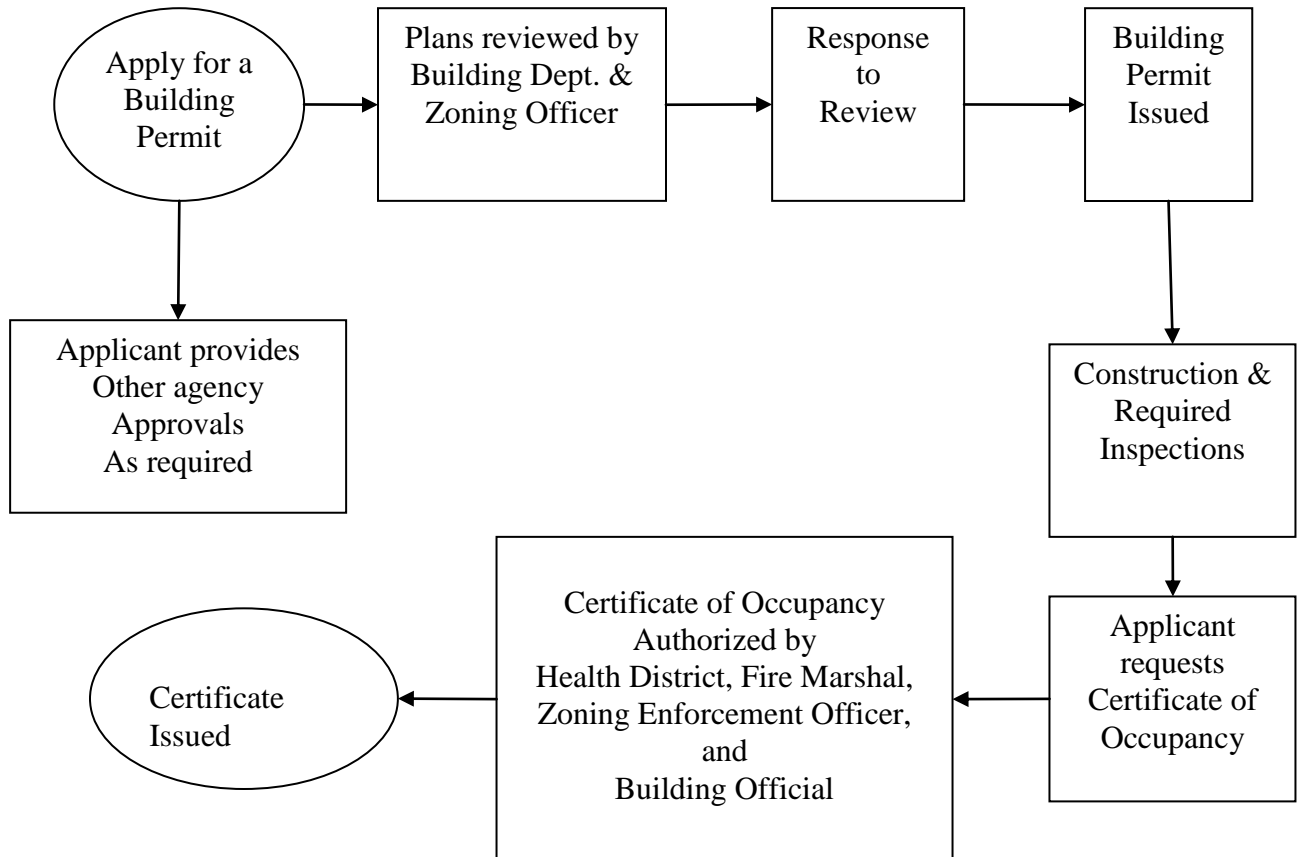 Apply for a
Building
Permit
Plans reviewed by
Building Dept. &
Zoning Officer
Response
to
Review
Building
Permit
Issued
Applicant provides
Other agency
Approvals
As required
Construction &
Required
Inspections
Applicant
requests
Certificate of
Occupancy
Certificate of Occupancy
Authorized by
Health District, Fire Marshal,
Zoning Enforcement Officer,
and
Building Official
Certificate
Issued